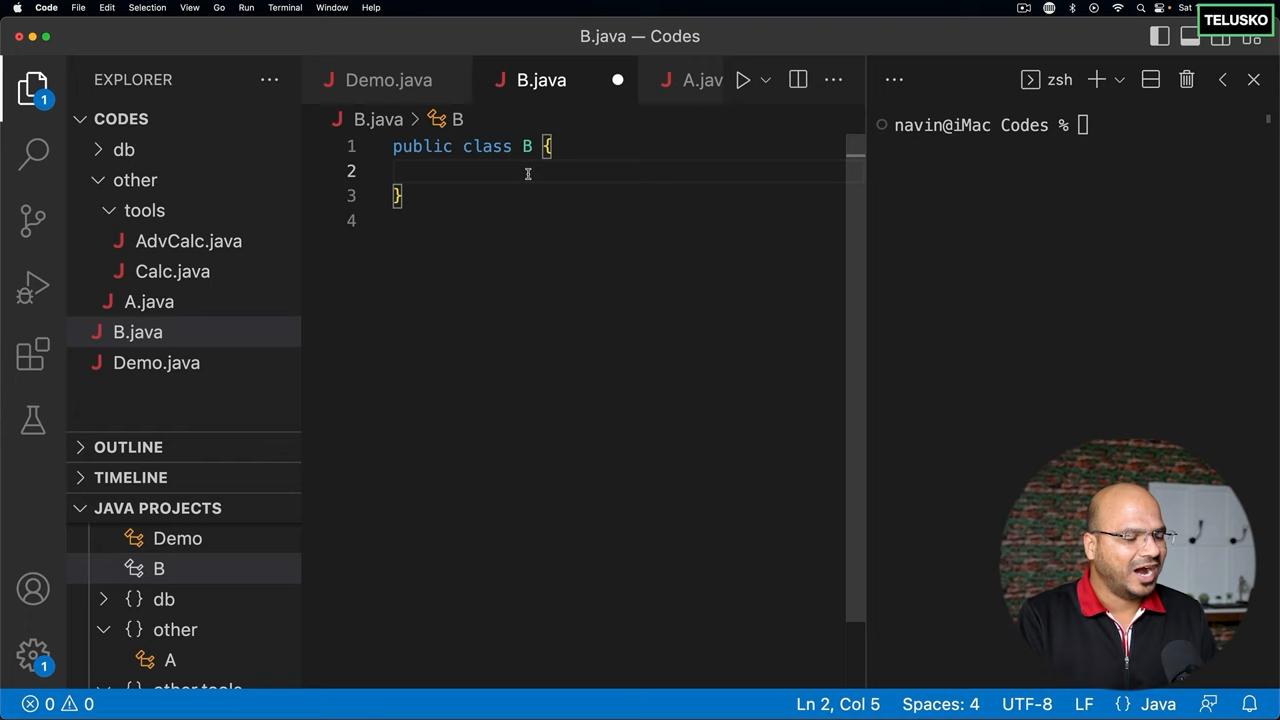 Code File Edit Selection View Go Run Terminal Window Help Sat
TELUSKO
B.java — Codes
EXPLORER
CODES
db
other
tools
AdvCalc.java
Calc.java
A.java
B.java
Demo.java
OUTLINE
TIMELINE
JAVA PROJECTS
Demo
B
db
other
A
1
1
Demo.java B.java A.jav
B.java > B
1 public class B {
2
3 }
4
zsh
navin@iMac Codes %
0 0 Ln 2, Col 5 Spaces: 4 UTF-8 LF {} Java